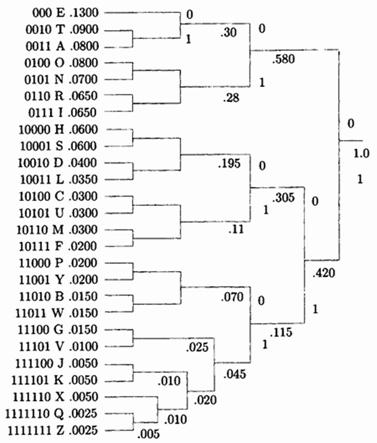 000 E .1300
0010 T .0900
0011 A .0800
0100 O .0800
0101 N .0700
0110 R .0650
0111 I .0650
10000 H .0600
10001 S .0600
10010 D .0400
10011 L .0350
10100 C .0300
10101 U .0300
10110 M .0300
10111 F .0200
11000 P .0200
11001 Y .0200
11010 B .0150
11011 W .0150
11100 G .0150
11101 V .0100
111100 J .0050
111101 K .0050
111110 X .0050
1111110 Q .0025
1111111 Z .0025
0
1
.30
0
.580
.28
1
0
1.0
1
.195
0
.305
0
1
.11
.420
.070
0
1
.115
.025
1
.045
.010
.020
.010
.005